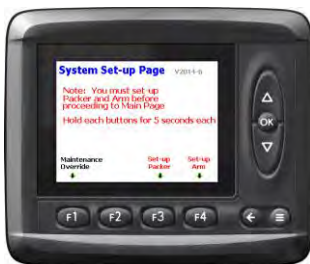 System Set-up Page V2014-6
Note: You must set up
Packer and Arm before
proceeding to Main Page
Hold each buttons for 5 seconds each
Maintenance Set-up Set-up
Override Packer Arm
OK
F1 F2 F3 F4